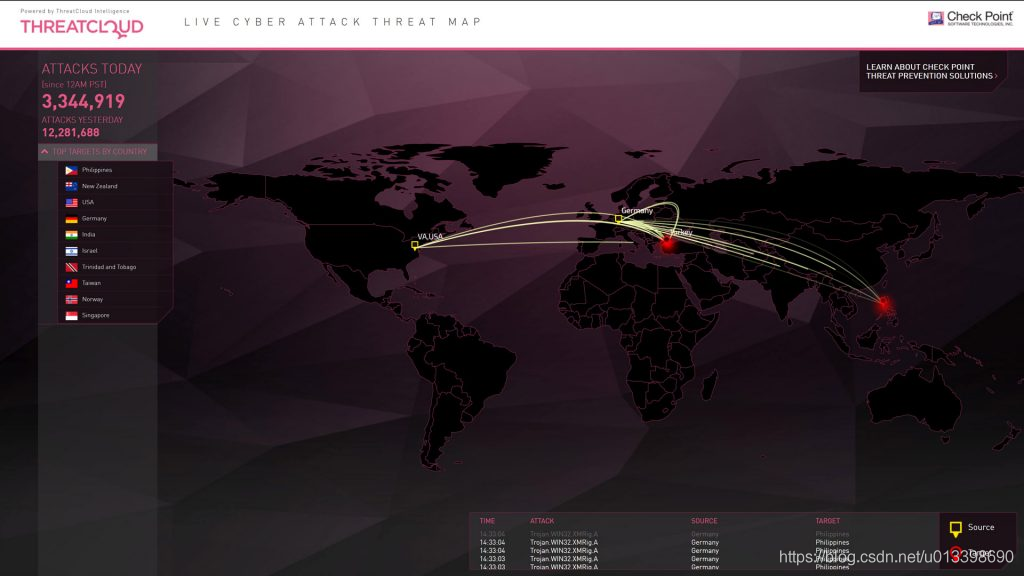 Powered by ThreatCloud Intelligence
THREATCLOUD
LIVE CYBER ATTACK THREAT MAP
Check Point
SOFTWARE TECHNOLOGIES, INC.
LEARN ABOUT CHECK POINT
THREAT PREVENTION SOLUTIONS ›
ATTACKS TODAY
(since 12AM PST)
3,344,919
ATTACKS YESTERDAY
12,281,688
TOP TARGETS BY COUNTRY
Philippines
New Zealand
USA
Germany
India
Israel
Trinidad and Tobago
Taiwan
Norway
Singapore
VA,USA
Germany
Turkey
TIME ATTACK SOURCE TARGET
14:33:04 Trojan.WIN32.XMRig.A Germany Philippines
14:33:04 Trojan.WIN32.XMRig.A Germany Philippines
14:33:04 Trojan.WIN32.XMRig.A Germany Philippines
14:33:03 Trojan.WIN32.XMRig.A Germany Philippines
14:33:03 Trojan.WIN32.XMRig.A Germany Philippines
Source
Target
https://blog.csdn.net/u013398690